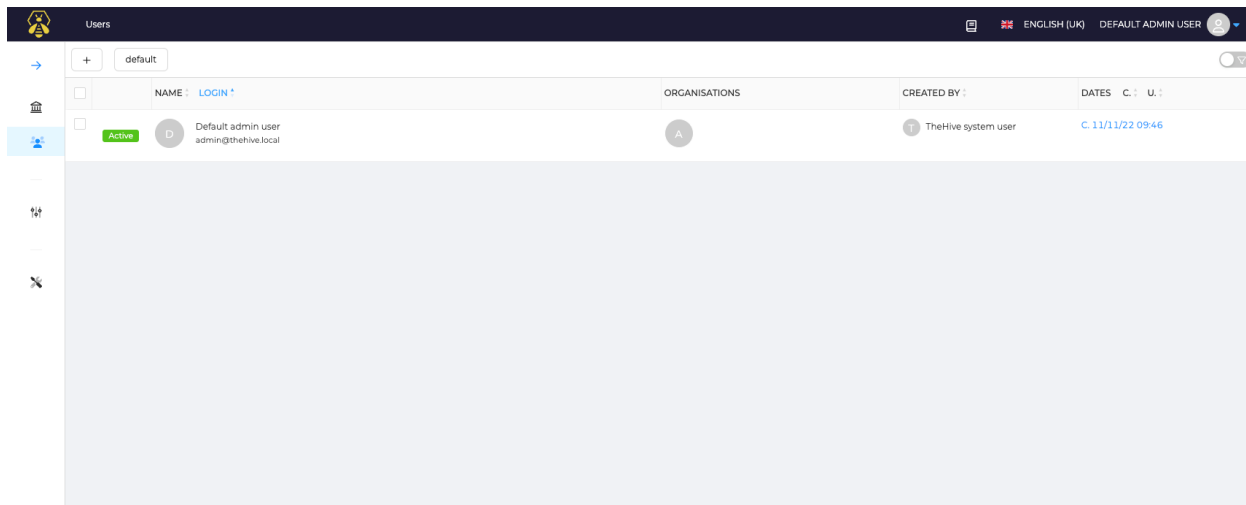 Users
ENGLISH (UK) DEFAULT ADMIN USER
+ default
NAME LOGIN ORGANISATIONS CREATED BY DATES C. U.
Active D Default admin user A T TheHive system user C. 11/11/22 09:46
admin@thehive.local